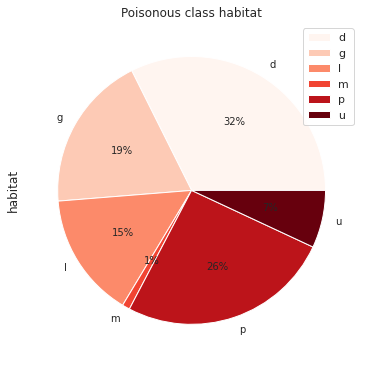 Poisonous class habitat
d
g
l
m
p
u
d
32%
g
19%
habitat
15%
1%
26%
u
l
m
p